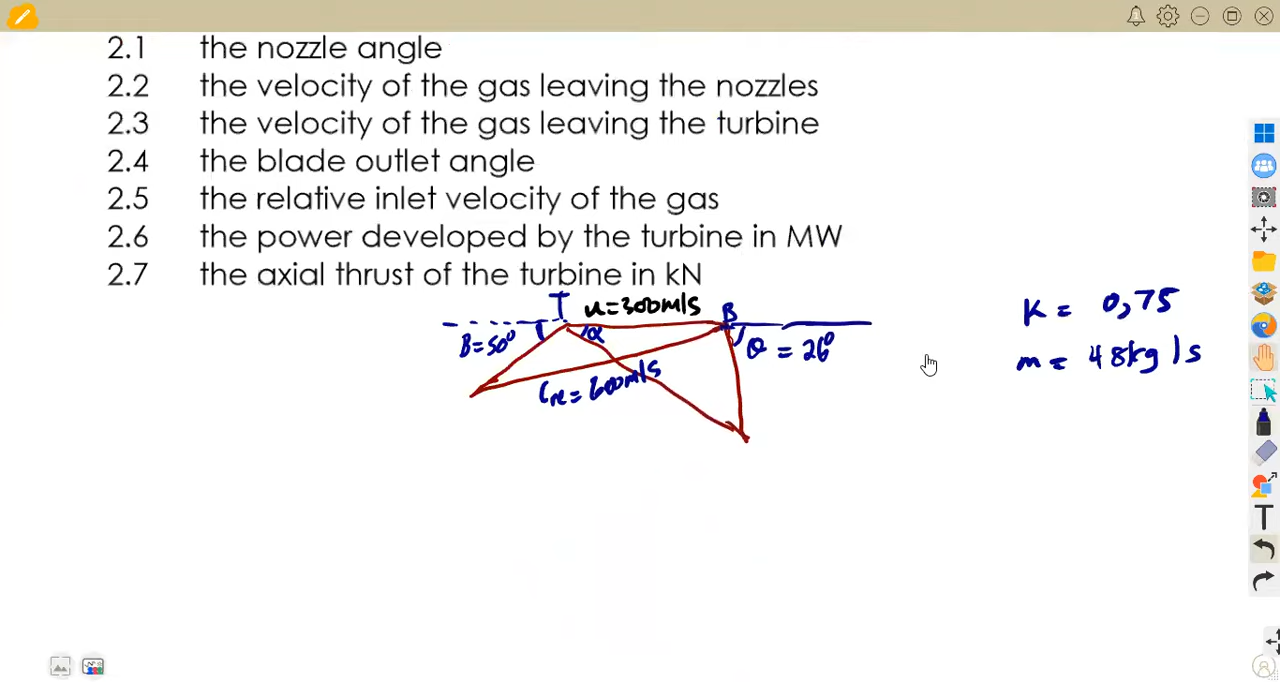 2.1 the nozzle angle
2.2 the velocity of the gas leaving the nozzles
2.3 the velocity of the gas leaving the turbine
2.4 the blade outlet angle
2.5 the relative inlet velocity of the gas
2.6 the power developed by the turbine in MW
2.7 the axial thrust of the turbine in kN
T u=300m/s B
K = 0,75
B=50° α θ = 26°
m = 48kg/s
Cre=600m/s